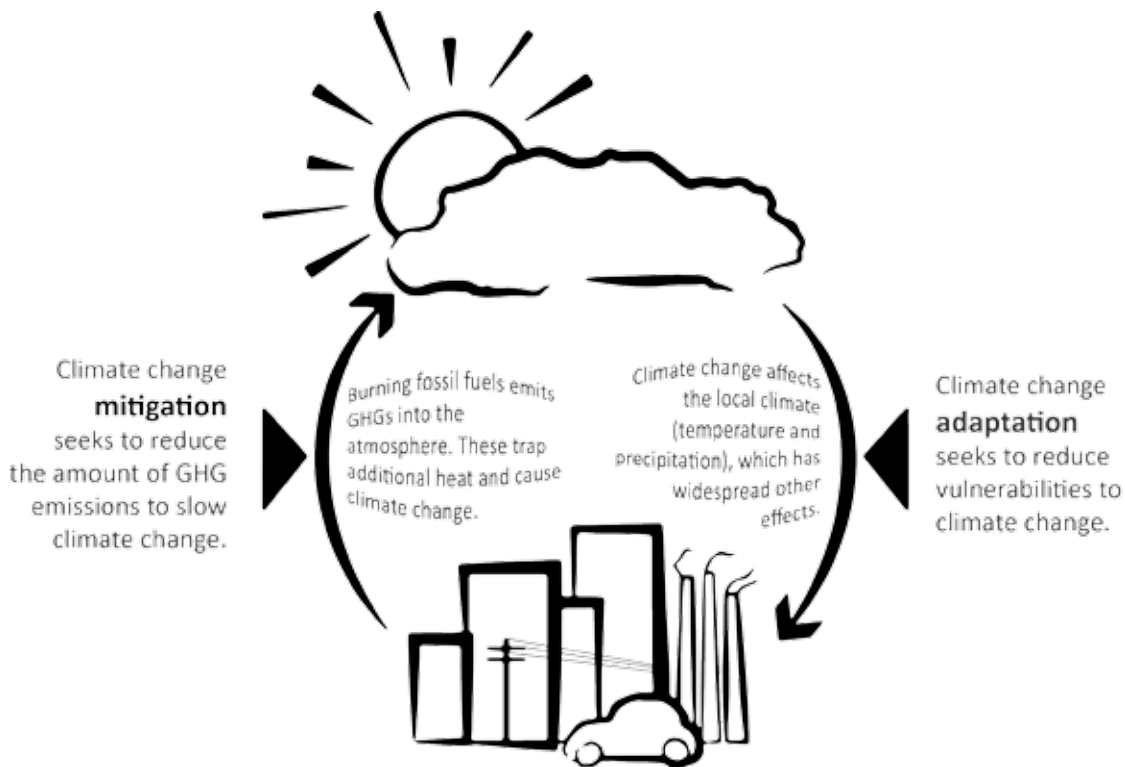 Climate change
mitigation
seeks to reduce
the amount of GHG
emissions to slow
climate change.
Burning fossil fuels emits
GHGs into the
atmosphere. These trap
additional heat and cause
climate change.
Climate change affects
the local climate
(temperature and
precipitation), which has
widespread other
effects.
Climate change
adaptation
seeks to reduce
vulnerabilities to
climate change.